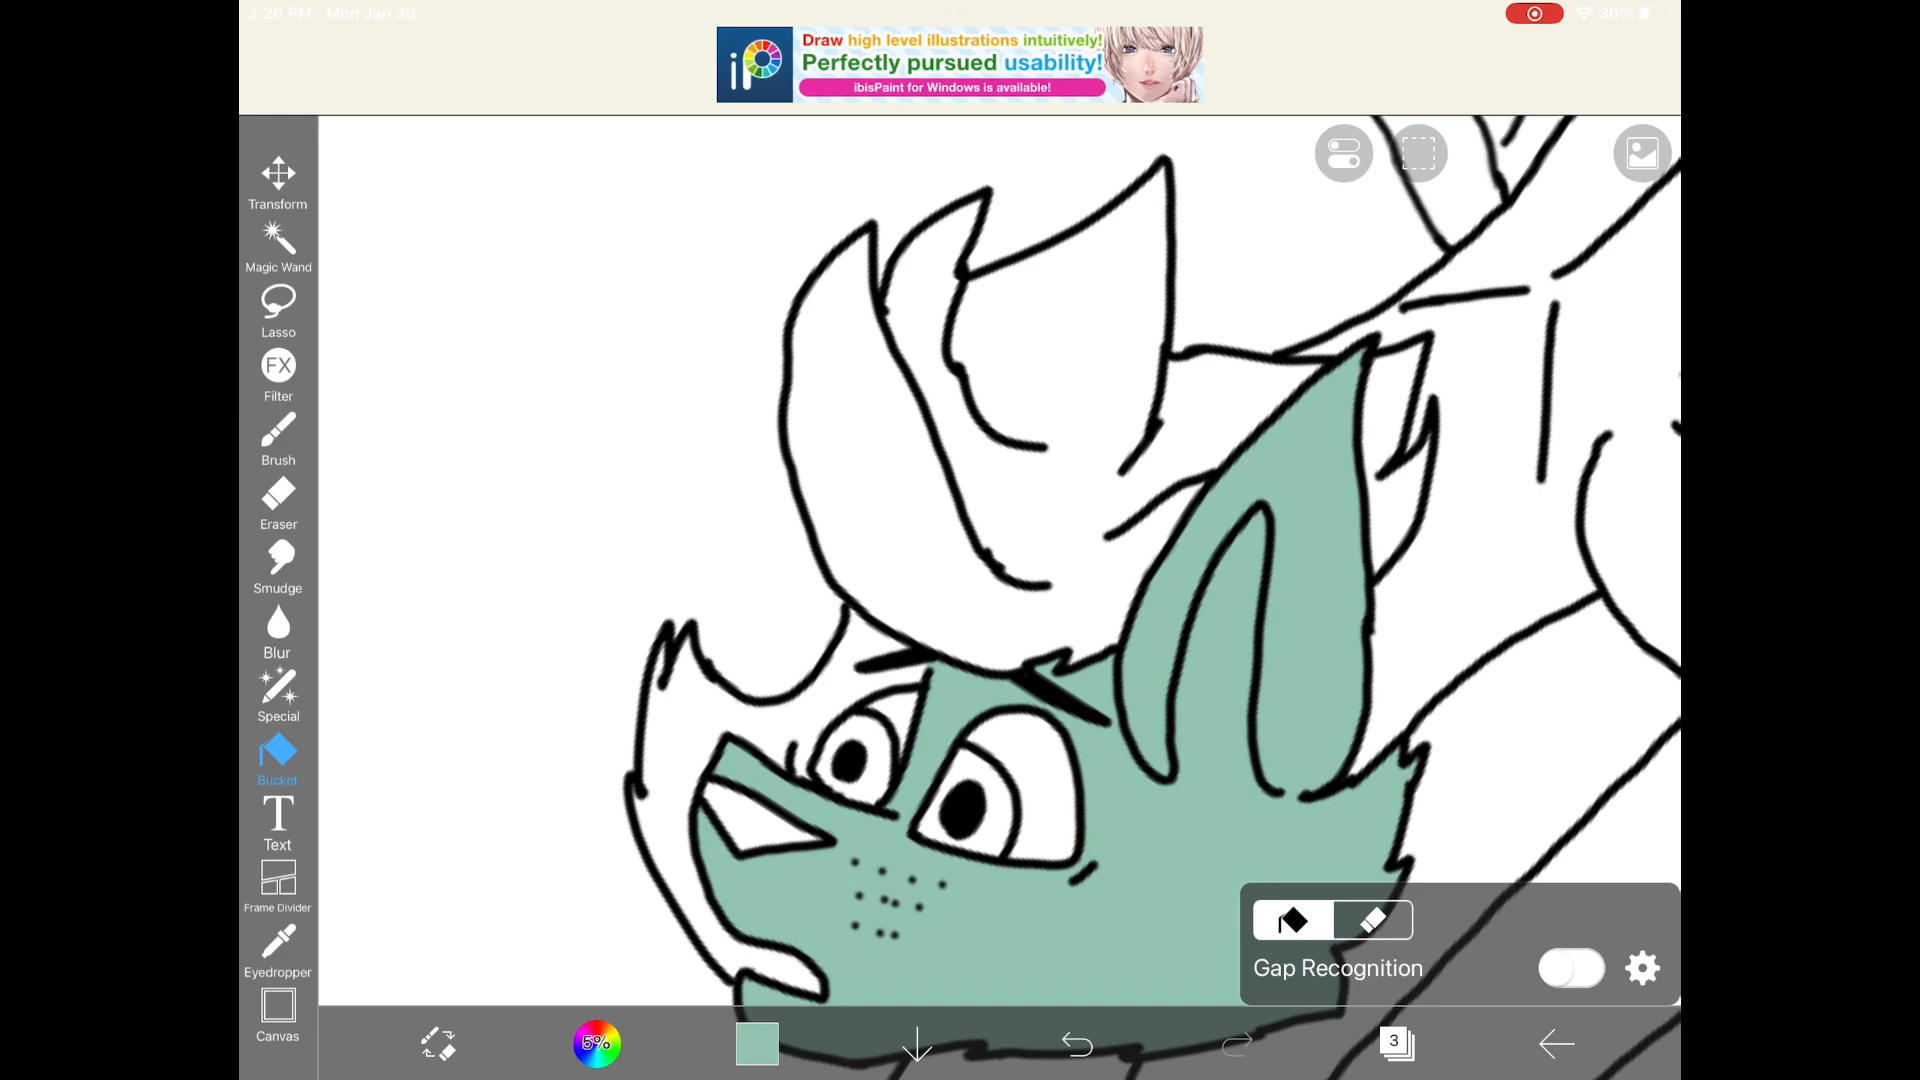 2:26 PM Mon Jan 30
30%
iP
Draw high level illustrations intuitively!
Perfectly pursued usability!
ibisPaint for Windows is available!
Transform
Magic Wand
Lasso
FX
Filter
Brush
Eraser
Smudge
Blur
Special
Bucket
T
Text
Frame Divider
Eyedropper
Canvas
Gap Recognition
5%
3